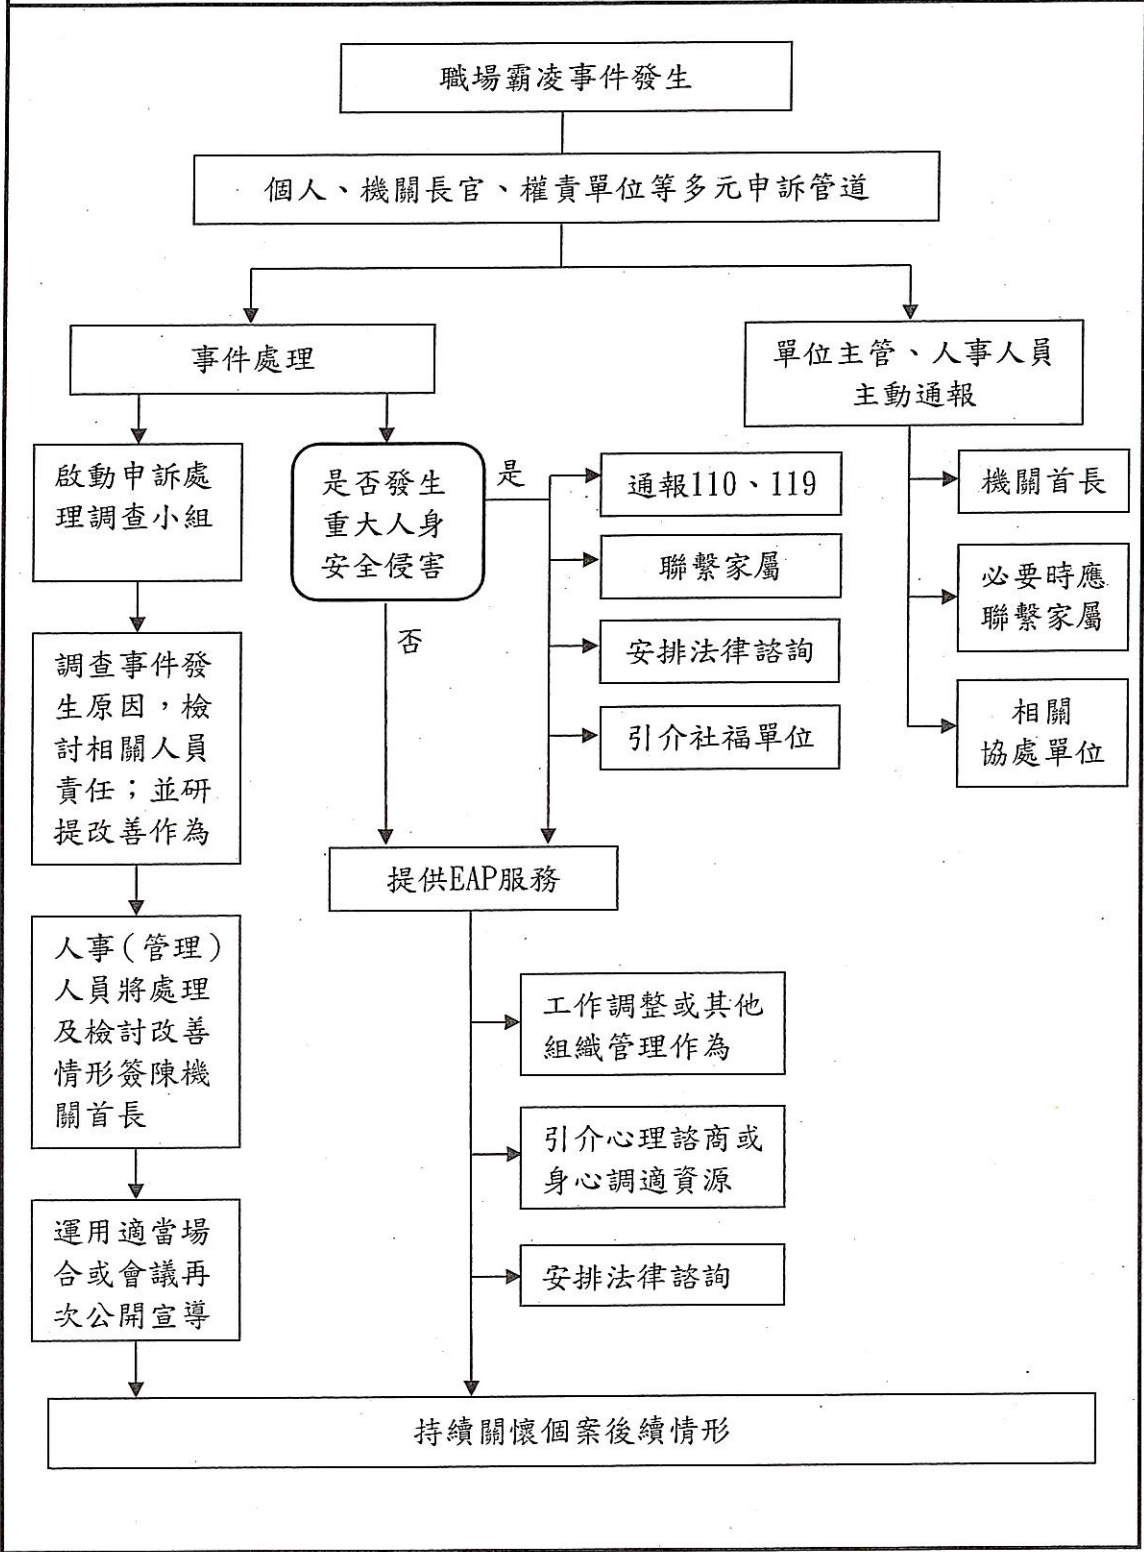 職場霸凌事件發生
個人、機關長官、權責單位等多元申訴管道
事件處理
單位主管、人事人員
主動通報
啟動申訴處
理調查小組
是否發生
重大人身
安全侵害
是
否
通報110、119
聯繫家屬
安排法律諮詢
引介社福單位
機關首長
必要時應
聯繫家屬
相關
協處單位
調查事件發
生原因，檢
討相關人員
責任；並研
提改善作為
提供EAP服務
人事(管理)
人員將處理
及檢討改善
情形簽陳機
關首長
工作調整或其他
組織管理作為
引介心理諮商或
身心調適資源
安排法律諮詢
運用適當場
合或會議再
次公開宣導
持續關懷個案後續情形